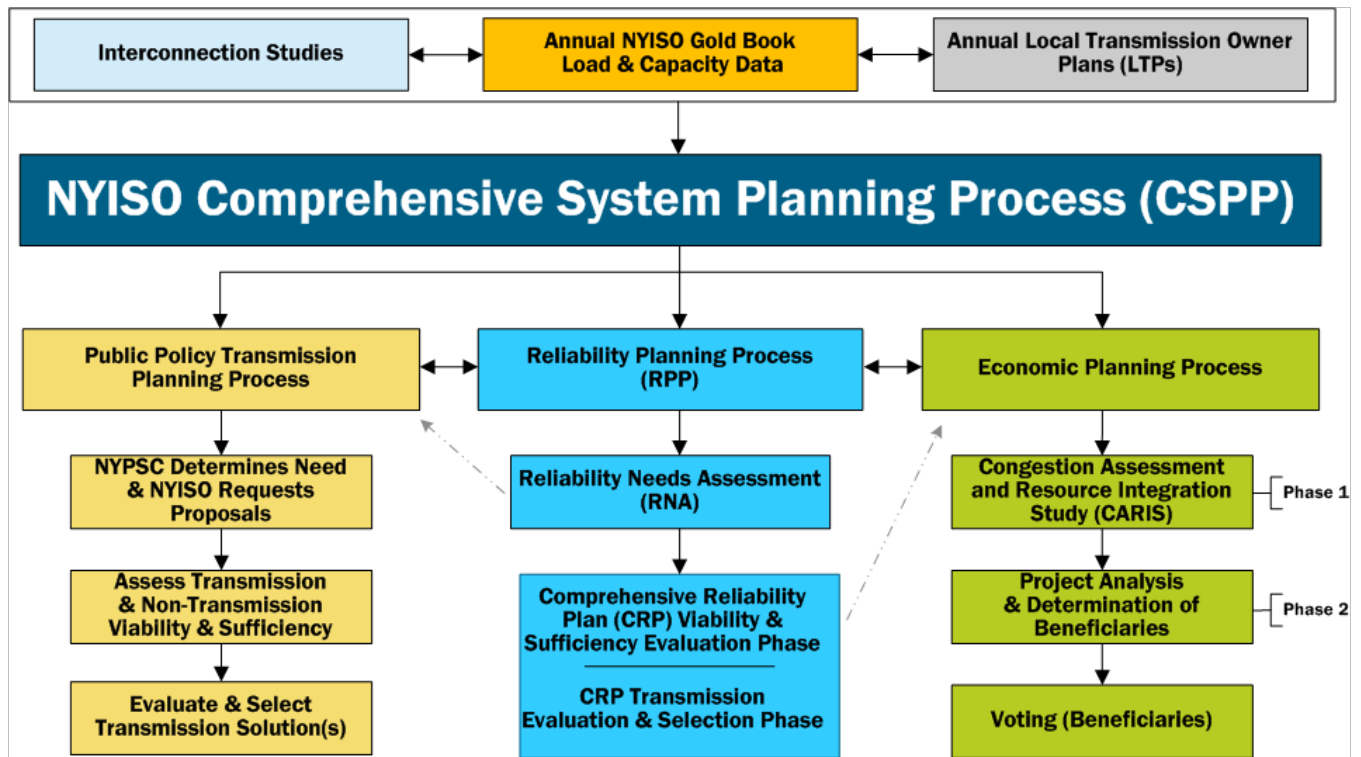 Interconnection Studies
Annual NYISO Gold Book
Load & Capacity Data
Annual Local Transmission Owner
Plans (LTPs)
NYISO Comprehensive System Planning Process (CSPP)
Public Policy Transmission
Planning Process
Reliability Planning Process
(RPP)
Economic Planning Process
NYPSC Determines Need
& NYISO Requests
Proposals
Reliability Needs Assessment
(RNA)
Congestion Assessment
and Resource Integration
Study (CARIS)
Phase 1
Assess Transmission
& Non-Transmission
Viability & Sufficiency
Comprehensive Reliability
Plan (CRP) Viability &
Sufficiency Evaluation Phase
Project Analysis
& Determination of
Beneficiaries
Phase 2
Evaluate & Select
Transmission Solution(s)
CRP Transmission
Evaluation & Selection Phase
Voting (Beneficiaries)